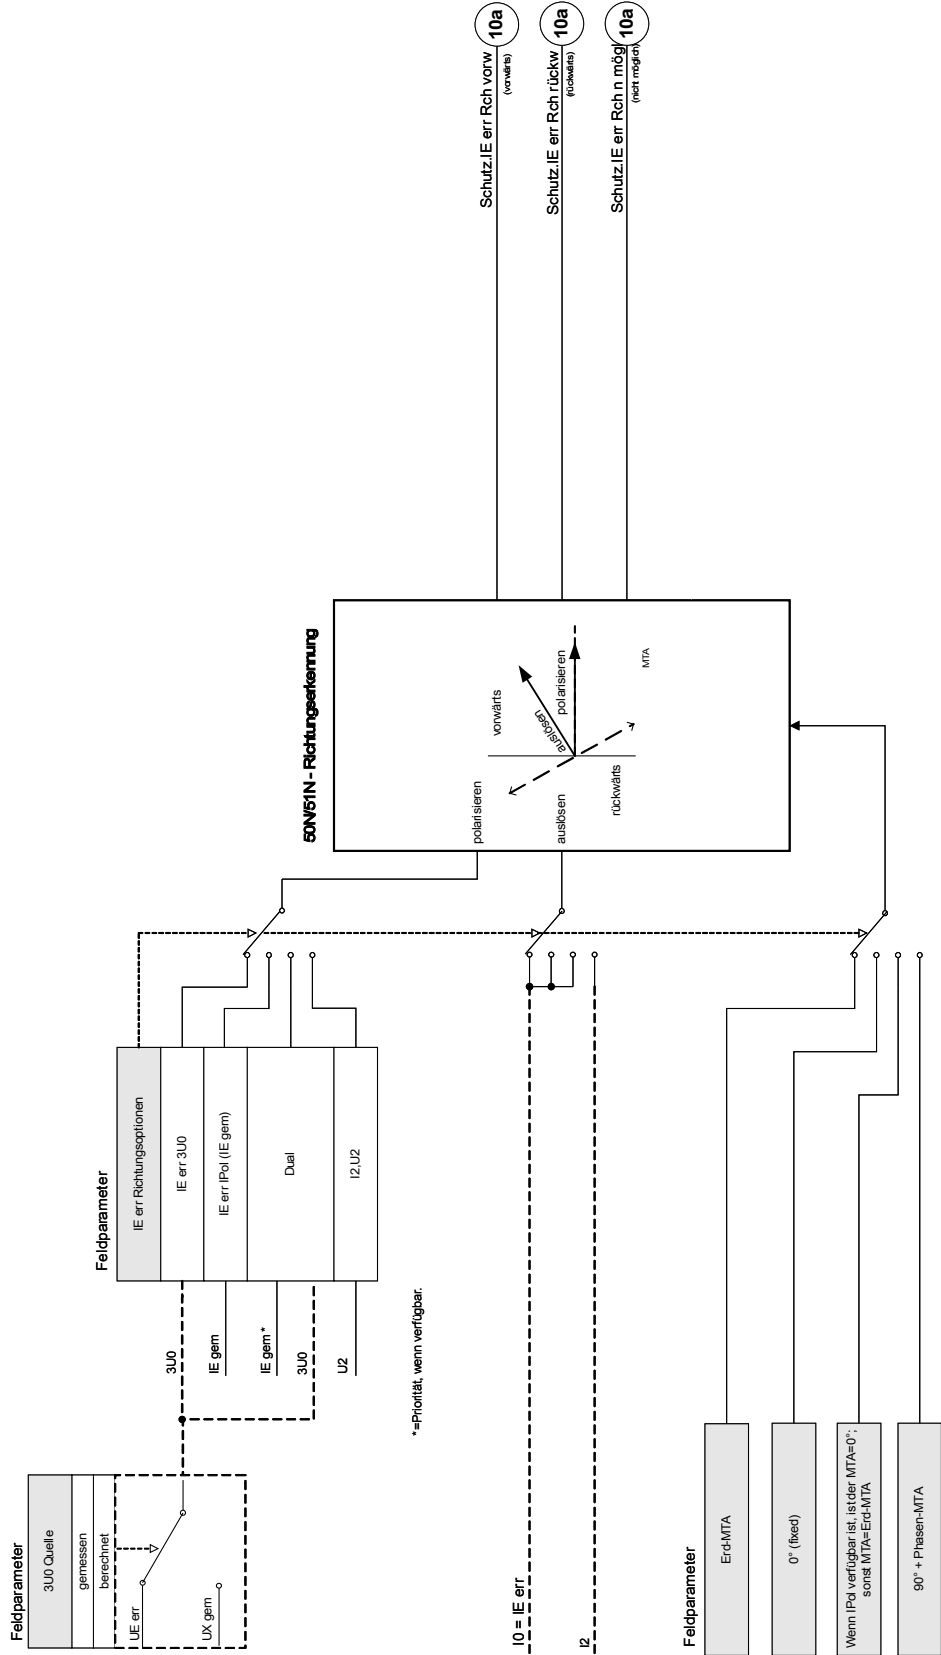 Feldparameter
3U0 Quelle
gemessen
berechnet
UE err
UX gem
Feldparameter
IE err Richtungsoptionen
IE err 3U0
IE err IPol (IE gem)
Dual
I2,U2
3U0
IE gem
IE gem *
3U0
U2
*=Priorität, wenn verfügbar.
I0 = IE err
I2
Feldparameter
Erd-MTA
0° (fixed)
Wenn IPol verfügbar ist, ist der MTA=0°;
sonst MTA=Erd-MTA
90° + Phasen-MTA
50N/51N - Richtungserkennung
polarisieren
auslösen
vorwärts
auslösen
polarisieren
rückwärts
MTA
Schutz.IE err Rch vorw
(vorwärts)
10a
Schutz.IE err Rch rückw
(rückwärts)
10a
Schutz.IE err Rch n mögl
(nicht möglich)
10a